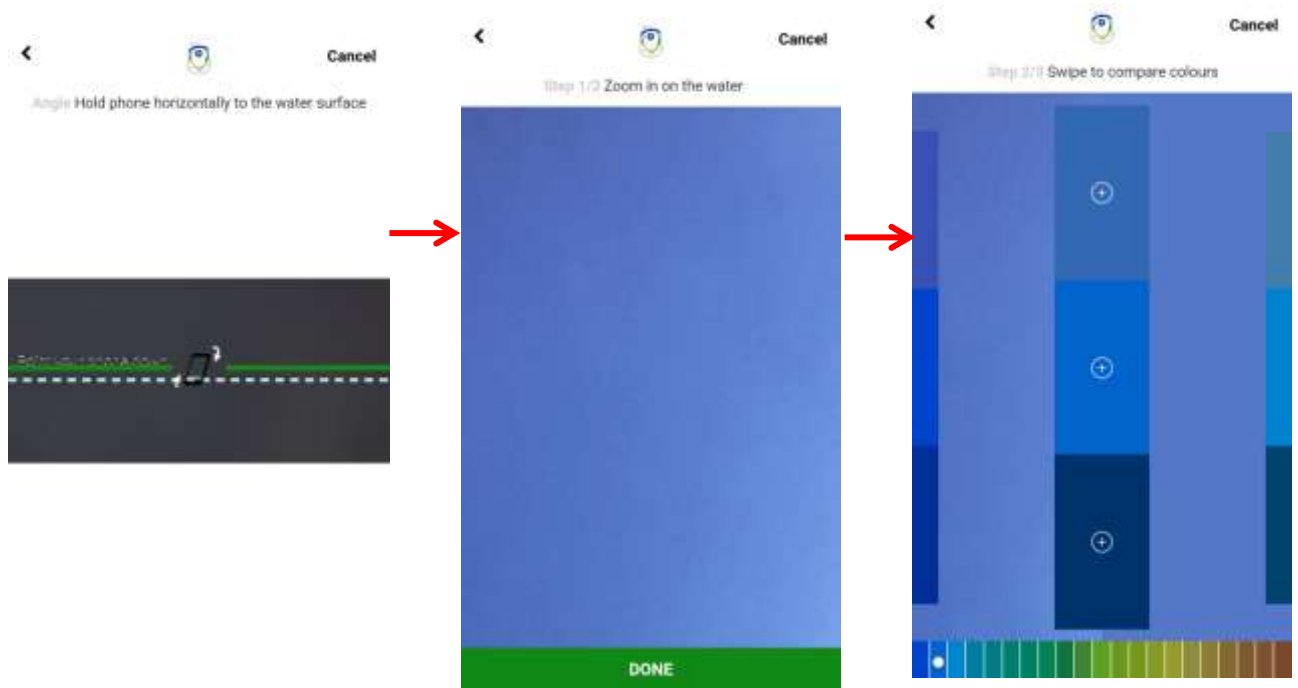 Cancel
Angle Hold phone horizontally to the water surface
Cancel
Step 1/3 Zoom in on the water
DONE
Cancel
Step 2/3 Swipe to compare colours